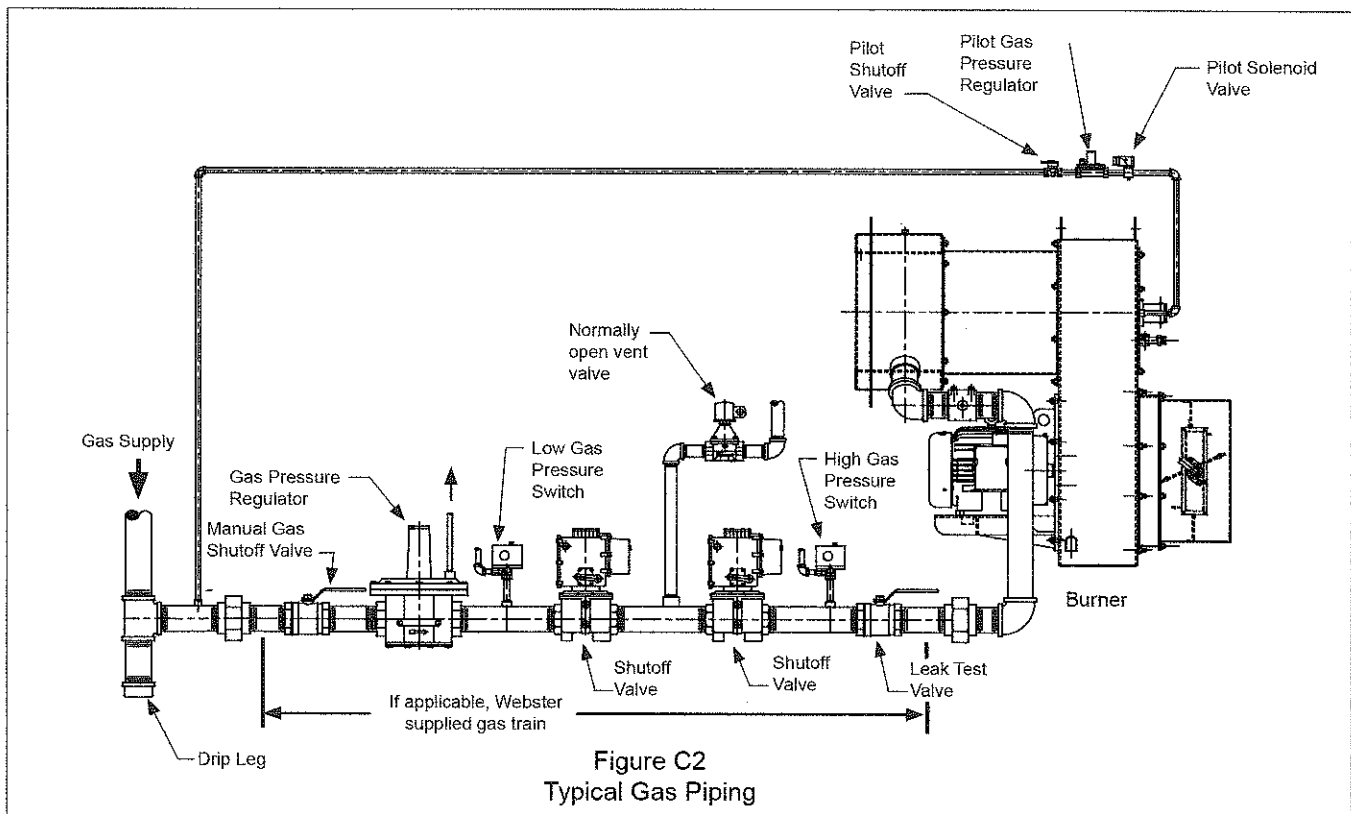 Pilot
Shutoff
Valve
Pilot Gas
Pressure
Regulator
Pilot Solenoid
Valve
Normally
open vent
valve
Gas Supply
Gas Pressure
Regulator
Manual Gas
Shutoff Valve
Low Gas
Pressure
Switch
High Gas
Pressure
Switch
Burner
Shutoff
Valve
Shutoff
Valve
Leak Test
Valve
If applicable, Webster
supplied gas train
Drip Leg
Figure C2
Typical Gas Piping